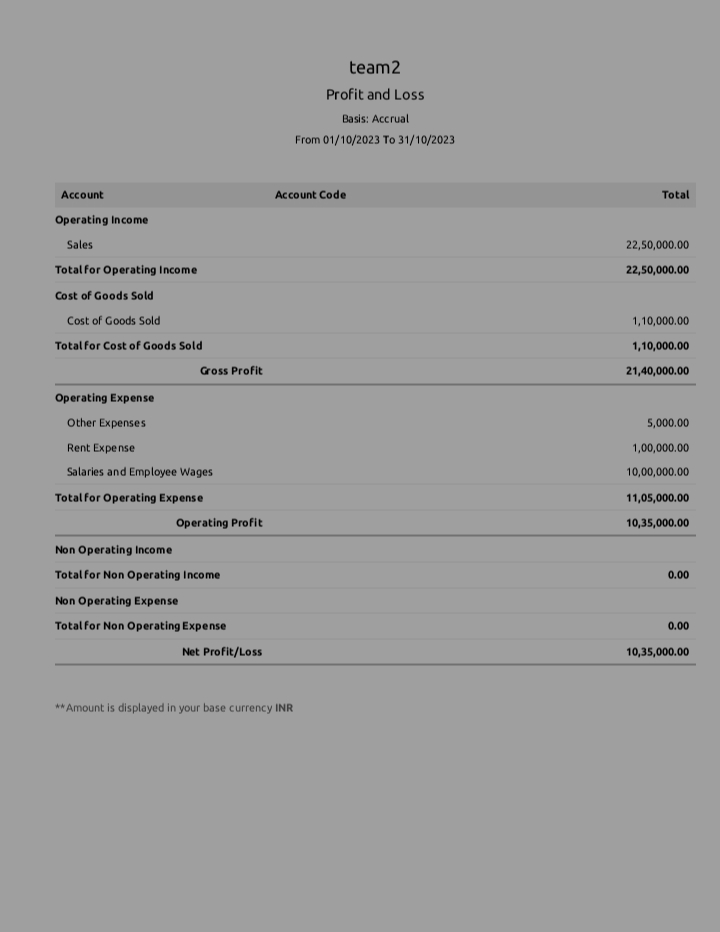 team2
Profit and Loss
Basis: Accrual
From 01/10/2023 To 31/10/2023
Account Account Code Total
Operating Income
Sales 22,50,000.00
Total for Operating Income 22,50,000.00
Cost of Goods Sold
Cost of Goods Sold 1,10,000.00
Total for Cost of Goods Sold 1,10,000.00
Gross Profit 21,40,000.00
Operating Expense
Other Expenses 5,000.00
Rent Expense 1,00,000.00
Salaries and Employee Wages 10,00,000.00
Total for Operating Expense 11,05,000.00
Operating Profit 10,35,000.00
Non Operating Income
Total for Non Operating Income 0.00
Non Operating Expense
Total for Non Operating Expense 0.00
Net Profit/Loss 10,35,000.00
**Amount is displayed in your base currency INR